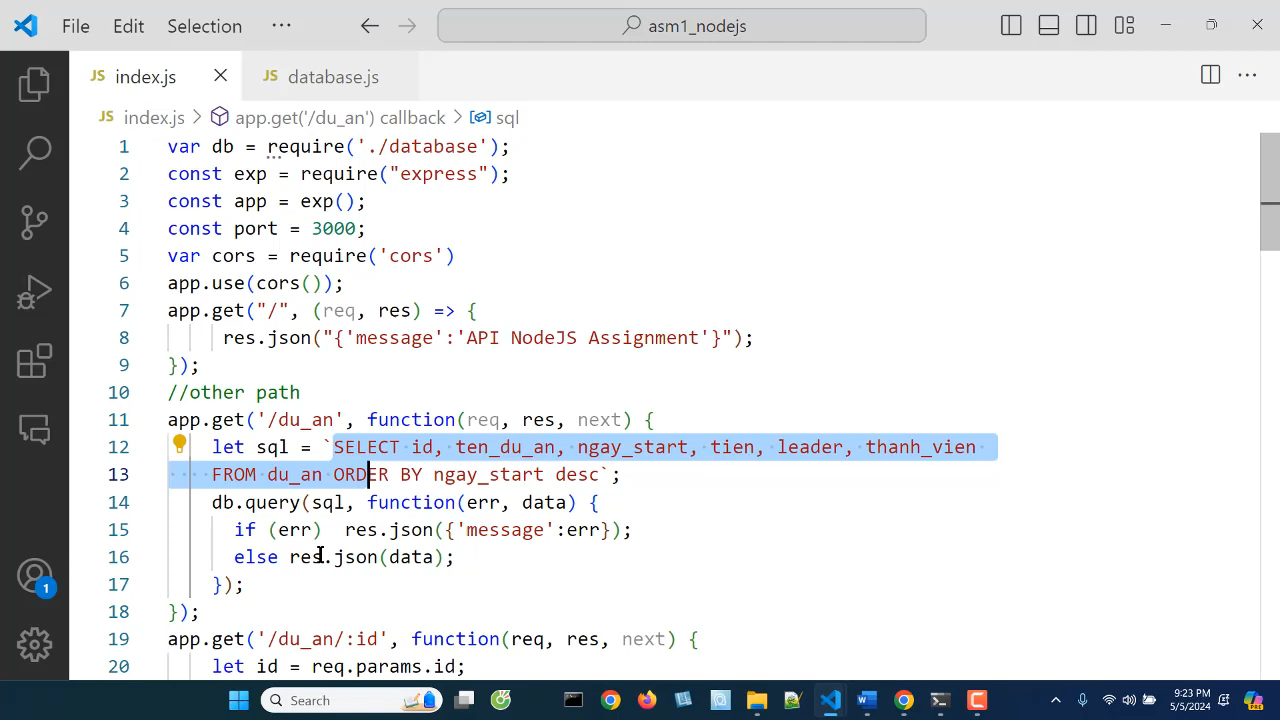 File Edit Selection ··· asm1_nodejs
JS index.js JS database.js ···
JS index.js > app.get('/du_an') callback > sql
1 var db = require('./database');
2 const exp = require("express");
3 const app = exp();
4 const port = 3000;
5 var cors = require('cors')
6 app.use(cors());
7 app.get("/", (req, res) => {
8 res.json("{'message':'API NodeJS Assignment'}");
9 });
10 //other path
11 app.get('/du_an', function(req, res, next) {
12 let sql = `SELECT id, ten_du_an, ngay_start, tien, leader, thanh_vien
13 FROM du_an ORDER BY ngay_start desc`;
14 db.query(sql, function(err, data) {
15 if (err) res.json({'message':err});
16 else res.json(data);
17 });
18 });
19 app.get('/du_an/:id', function(req, res, next) {
20 let id = req.params.id;
1
Search
9:23 PM
5/5/2024
PRE